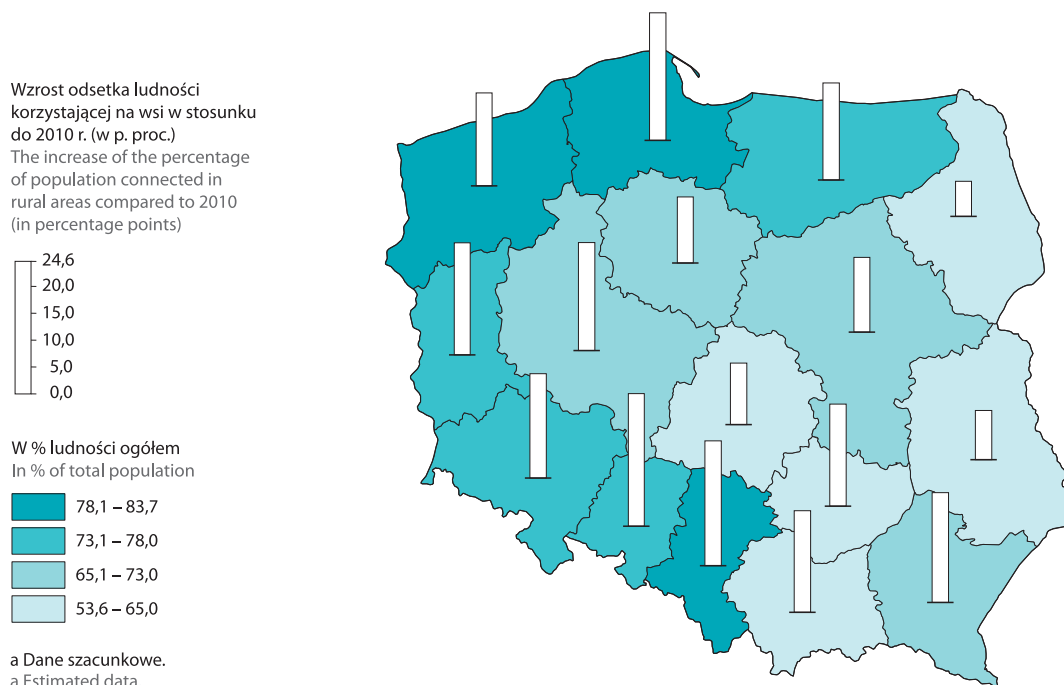 Wzrost odsetka ludności
korzystającej na wsi w stosunku
do 2010 r. (w p. proc.)
The increase of the percentage
of population connected in
rural areas compared to 2010
(in percentage points)
24,6
20,0
15,0
10,0
5,0
0,0
W % ludności ogółem
In % of total population
78,1 – 83,7
73,1 – 78,0
65,1 – 73,0
53,6 – 65,0
a Dane szacunkowe.
a Estimated data